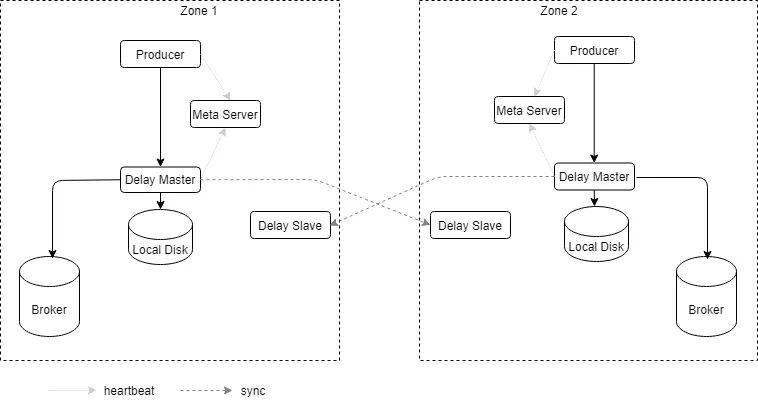 Zone 1
Zone 2
Producer
Producer
Meta Server
Meta Server
Delay Master
Delay Master
Delay Slave
Delay Slave
Local Disk
Local Disk
Broker
Broker
heartbeat
sync